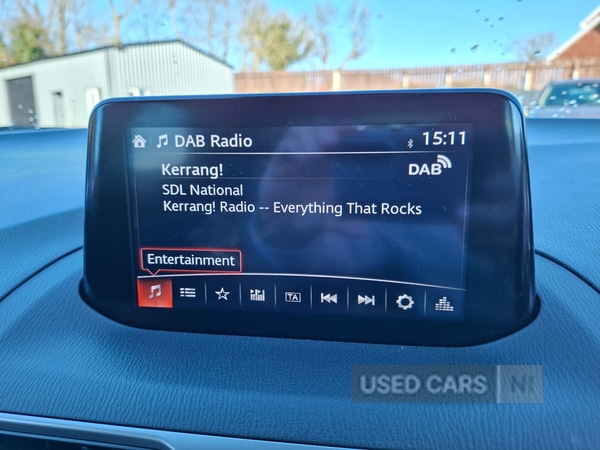 DAB Radio
15:11
Kerrang!
DAB
SDL National
Kerrang! Radio -- Everything That Rocks
Entertainment
TA
USED CARS NI